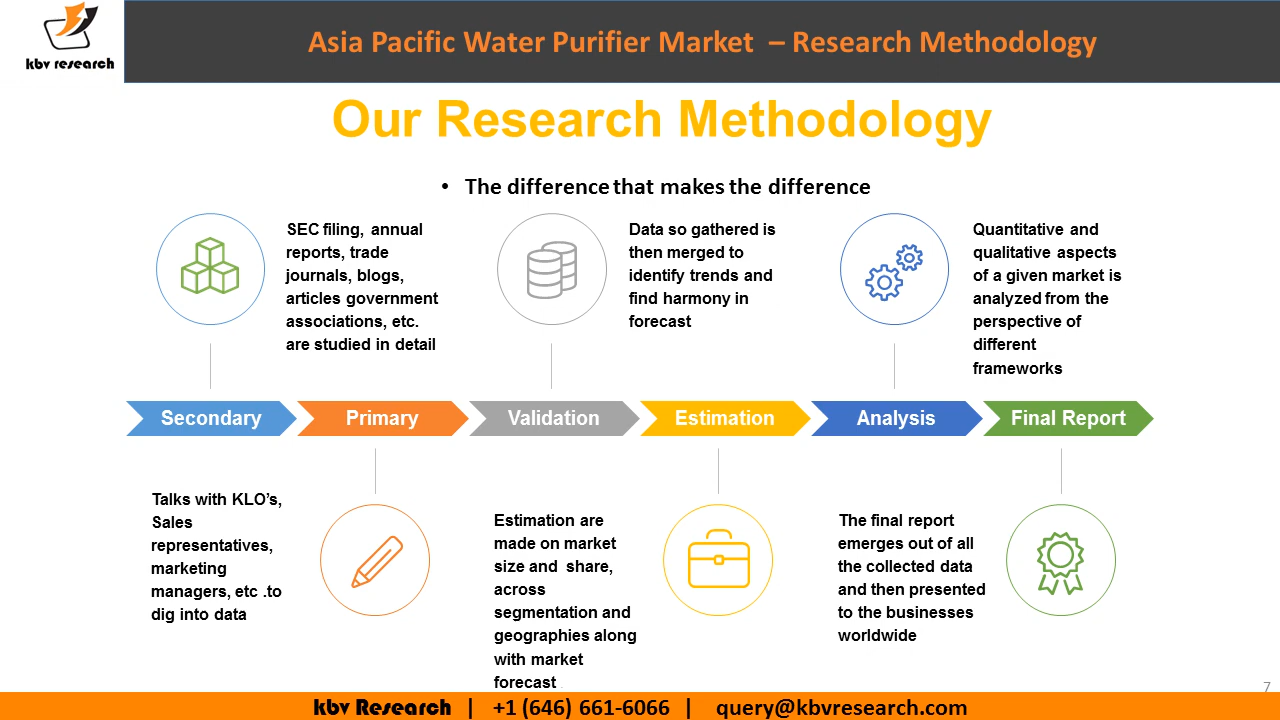 kbv research
Asia Pacific Water Purifier Market – Research Methodology
Our Research Methodology
• The difference that makes the difference
SEC filing, annual
reports, trade
journals, blogs,
articles government
associations, etc.
are studied in detail
Data so gathered is
then merged to
identify trends and
find harmony in
forecast
Quantitative and
qualitative aspects
of a given market is
analyzed from the
perspective of
different
frameworks
Secondary
Primary
Validation
Estimation
Analysis
Final Report
Talks with KLO’s,
Sales
representatives,
marketing
managers, etc .to
dig into data
Estimation are
made on market
size and share,
across
segmentation and
geographies along
with market
forecast
The final report
emerges out of all
the collected data
and then presented
to the businesses
worldwide
7
kbv Research | +1 (646) 661-6066 | query@kbvresearch.com